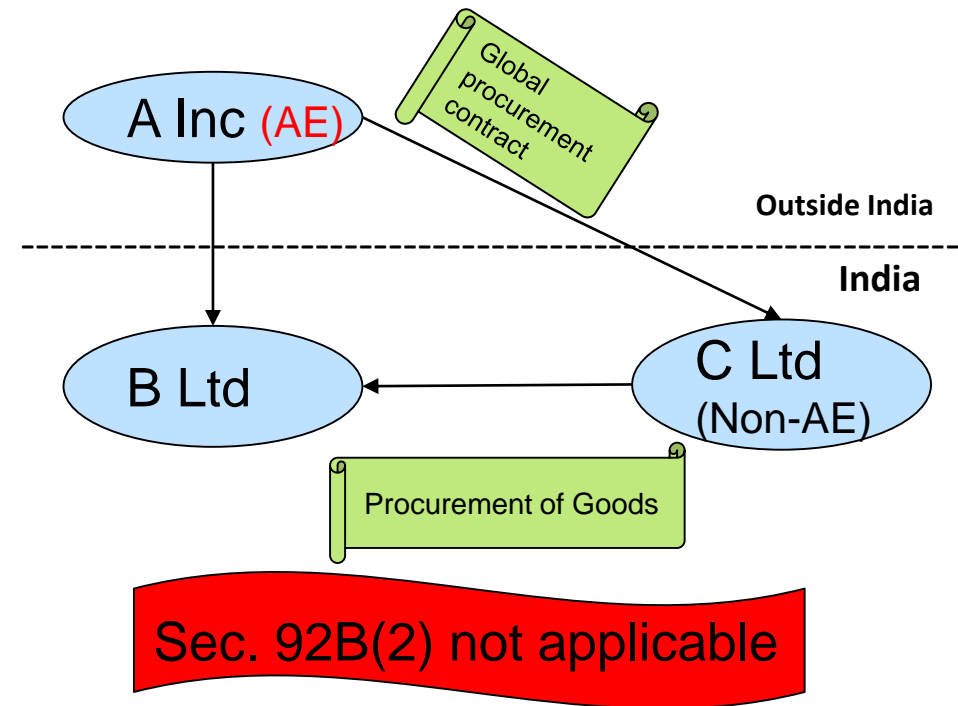 A Inc (AE)
Global
procurement
contract
Outside India
India
B Ltd
C Ltd
(Non-AE)
Procurement of Goods
Sec. 92B(2) not applicable